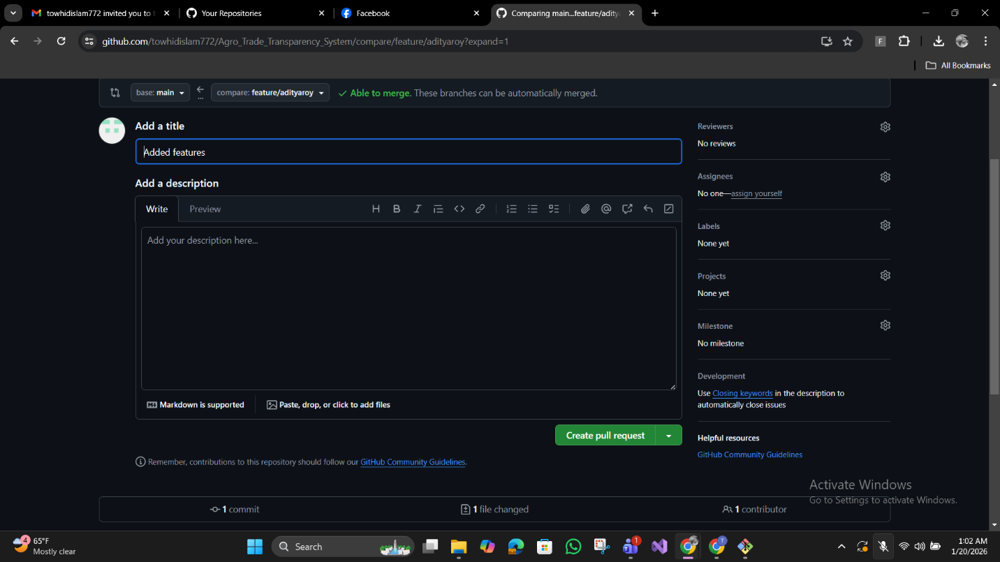 towhidislam772 invited you to
Your Repositories
Facebook
Comparing main...feature/aditya
github.com/towhidislam772/Agro_Trade_Transparency_System/compare/feature/adityaroy?expand=1
F
All Bookmarks
base: main
compare: feature/adityaroy
Able to merge. These branches can be automatically merged.
Add a title
Added features
Add a description
Write
Preview
Add your description here...
Markdown is supported
Paste, drop, or click to add files
Create pull request
Remember, contributions to this repository should follow our GitHub Community Guidelines.
Reviewers
No reviews
Assignees
No one—assign yourself
Labels
None yet
Projects
None yet
Milestone
No milestone
Development
Use Closing keywords in the description to
automatically close issues
Helpful resources
GitHub Community Guidelines
Activate Windows
Go to Settings to activate Windows.
1 commit
1 file changed
1 contributor
4
65°F
Mostly clear
Search
1
T
1:02 AM
1/20/2026